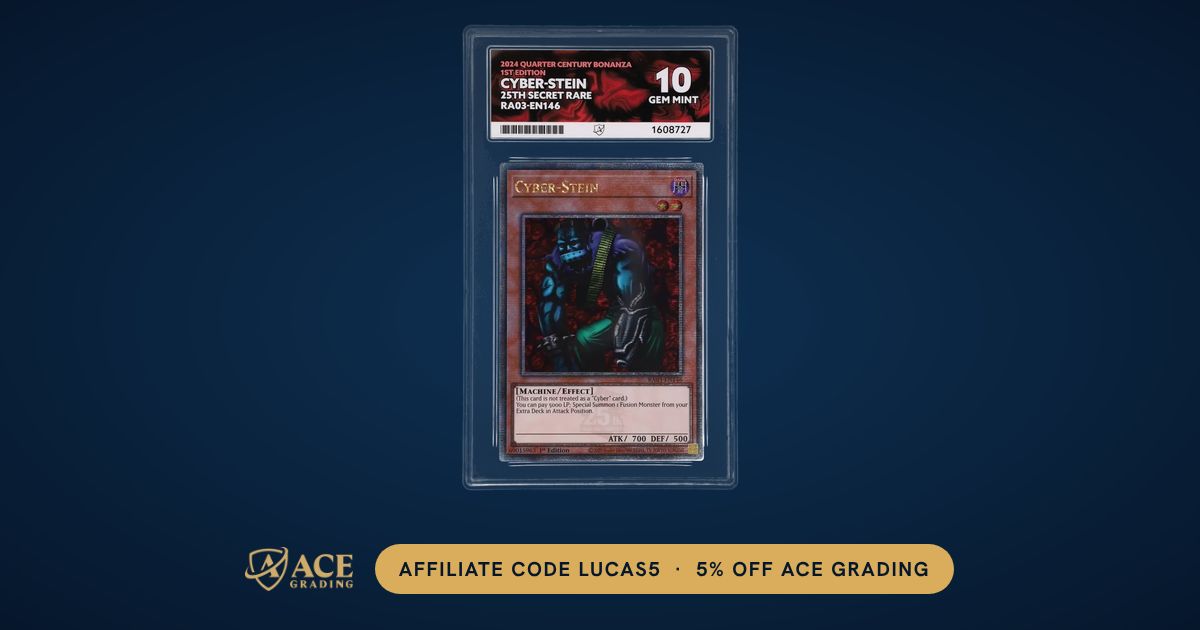 2024 QUARTER CENTURY BONANZA
1ST EDITION
CYBER-STEIN
25TH SECRET RARE
RA03-EN146
10
GEM MINT
1608727
CYBER-STEIN
[MACHINE/EFFECT]
(This card is not treated as a "Cyber" card.)
You can pay 5000 LP; Special Summon 1 Fusion Monster from your
Extra Deck in Attack Position.
ATK/ 700 DEF/ 500
1st Edition
ACE
GRADING
AFFILIATE CODE LUCAS5 · 5% OFF ACE GRADING